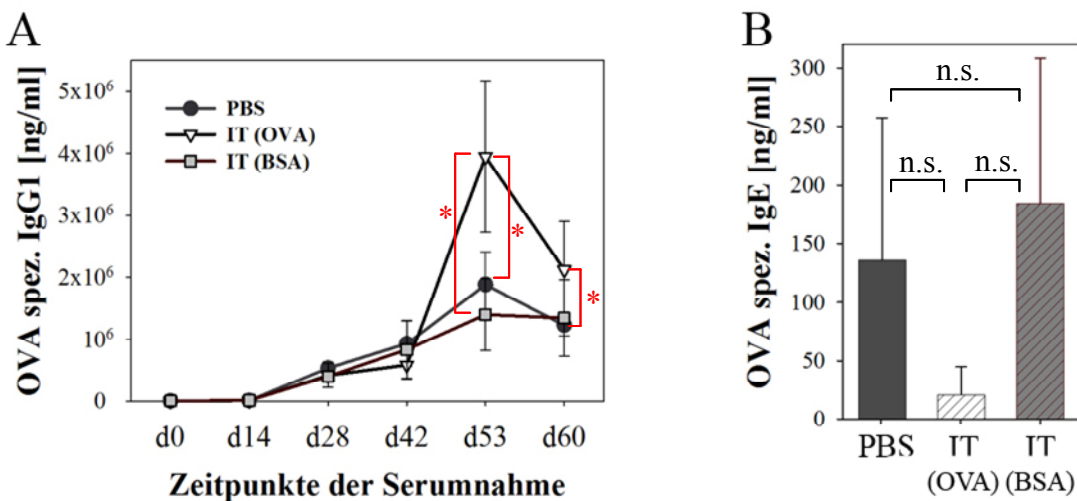 A
OVA spez. IgG1 [ng/ml]
5x10⁶
4x10⁶
3x10⁶
2x10⁶
10⁶
0
PBS
IT (OVA)
IT (BSA)
*
*
*
d0 d14 d28 d42 d53 d60
Zeitpunkte der Serumnahme
B
OVA spez. IgE [ng/ml]
300
250
200
150
100
50
0
n.s.
n.s. n.s.
PBS IT IT
(OVA) (BSA)